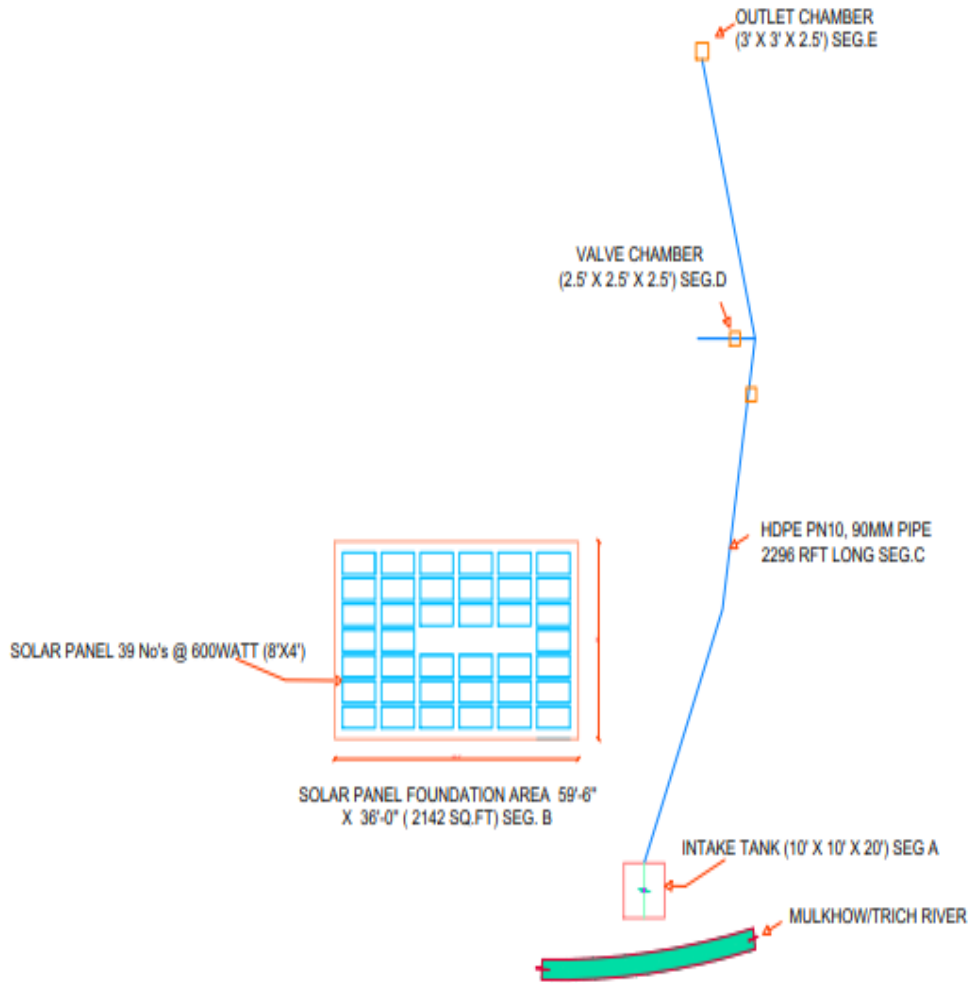 OUTLET CHAMBER
(3' X 3' X 2.5') SEG.E
VALVE CHAMBER
(2.5' X 2.5' X 2.5') SEG.D
HDPE PN10, 90MM PIPE
2296 RFT LONG SEG.C
SOLAR PANEL 39 No's @ 600WATT (8'X4')
SOLAR PANEL FOUNDATION AREA 59'-6"
X 36'-0" ( 2142 SQ.FT) SEG. B
INTAKE TANK (10' X 10' X 20') SEG A
MULKHOW/TRICH RIVER